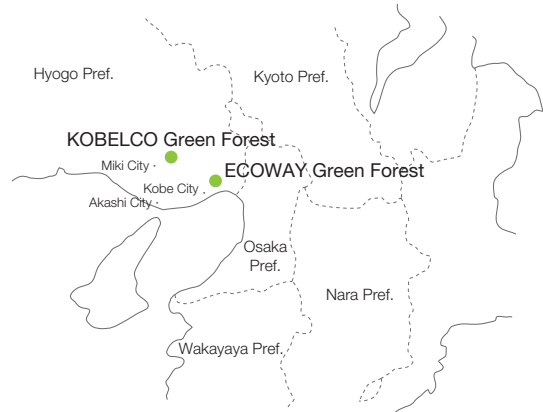 Hyogo Pref.
Kyoto Pref.
KOBELCO Green Forest
Miki City
ECOWAY Green Forest
Kobe City
Akashi City
Osaka
Pref.
Nara Pref.
Wakayaya Pref.